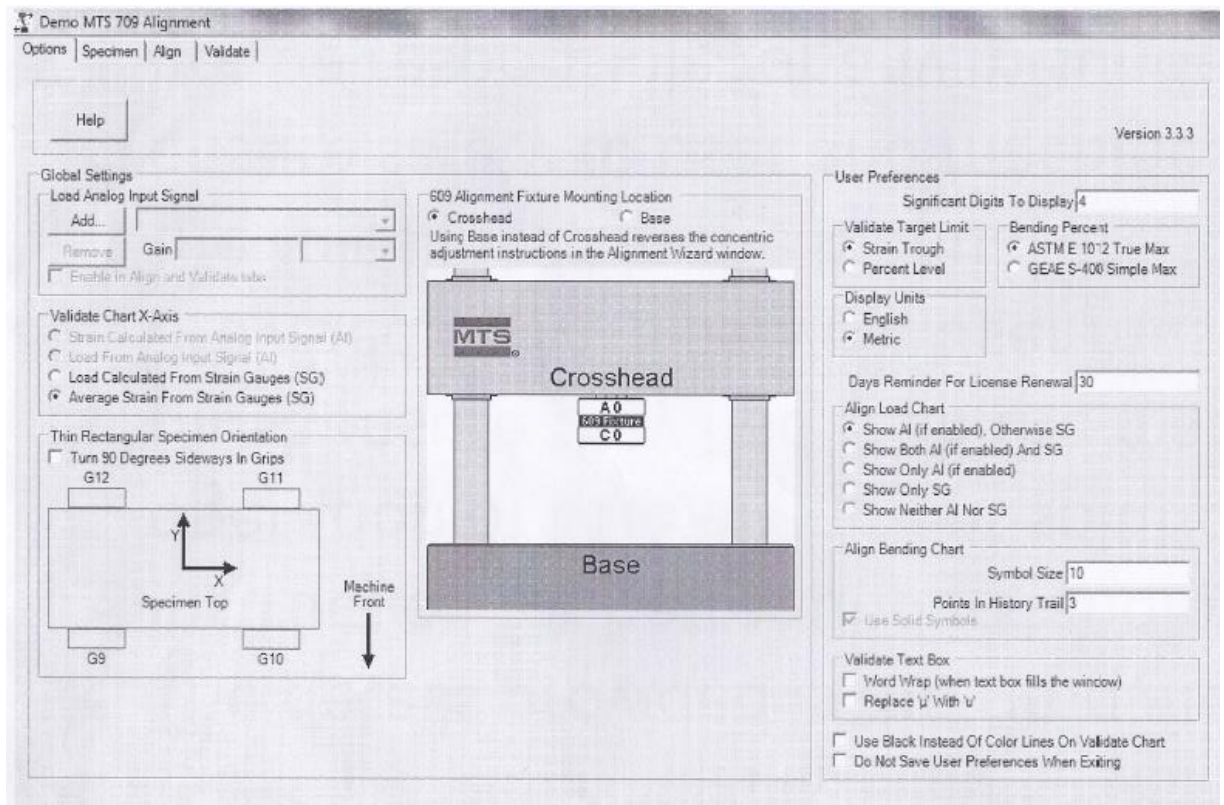 Demo MTS 709 Alignment
Options Specimen Align Validate
Help
Version 3.3.3
Global Settings
Load Analog Input Signal
Add...
Remove Gain
Enable in Align and Validate tabs
Validate Chart X-Axis
Strain Calculated From Analog Input Signal (AI)
Load From Analog Input Signal (AI)
Load Calculated From Strain Gauges (SG)
Average Strain From Strain Gauges (SG)
Thin Rectangular Specimen Orientation
Turn 90 Degrees Sideways In Grips
G12 G11
Y
X
Specimen Top
Machine
Front
G9 G10
609 Alignment Fixture Mounting Location
Crosshead Base
Using Base instead of Crosshead reverses the concentric
adjustment instructions in the Alignment Wizard window.
MTS
Crosshead
A 0
609 Fixture
C 0
Base
User Preferences
Significant Digits To Display 4
Validate Target Limit
Strain Trough
Percent Level
Bending Percent
ASTM E 1012 True Max
GEAE S-400 Simple Max
Display Units
English
Metric
Days Reminder For License Renewal 30
Align Load Chart
Show AI (if enabled), Otherwise SG
Show Both AI (if enabled) And SG
Show Only AI (if enabled)
Show Only SG
Show Neither AI Nor SG
Align Bending Chart
Symbol Size 10
Points In History Trail 3
Use Solid Symbols
Validate Text Box
Word Wrap (when text box fills the window)
Replace 'µ' With 'u'
Use Black Instead Of Color Lines On Validate Chart
Do Not Save User Preferences When Exiting